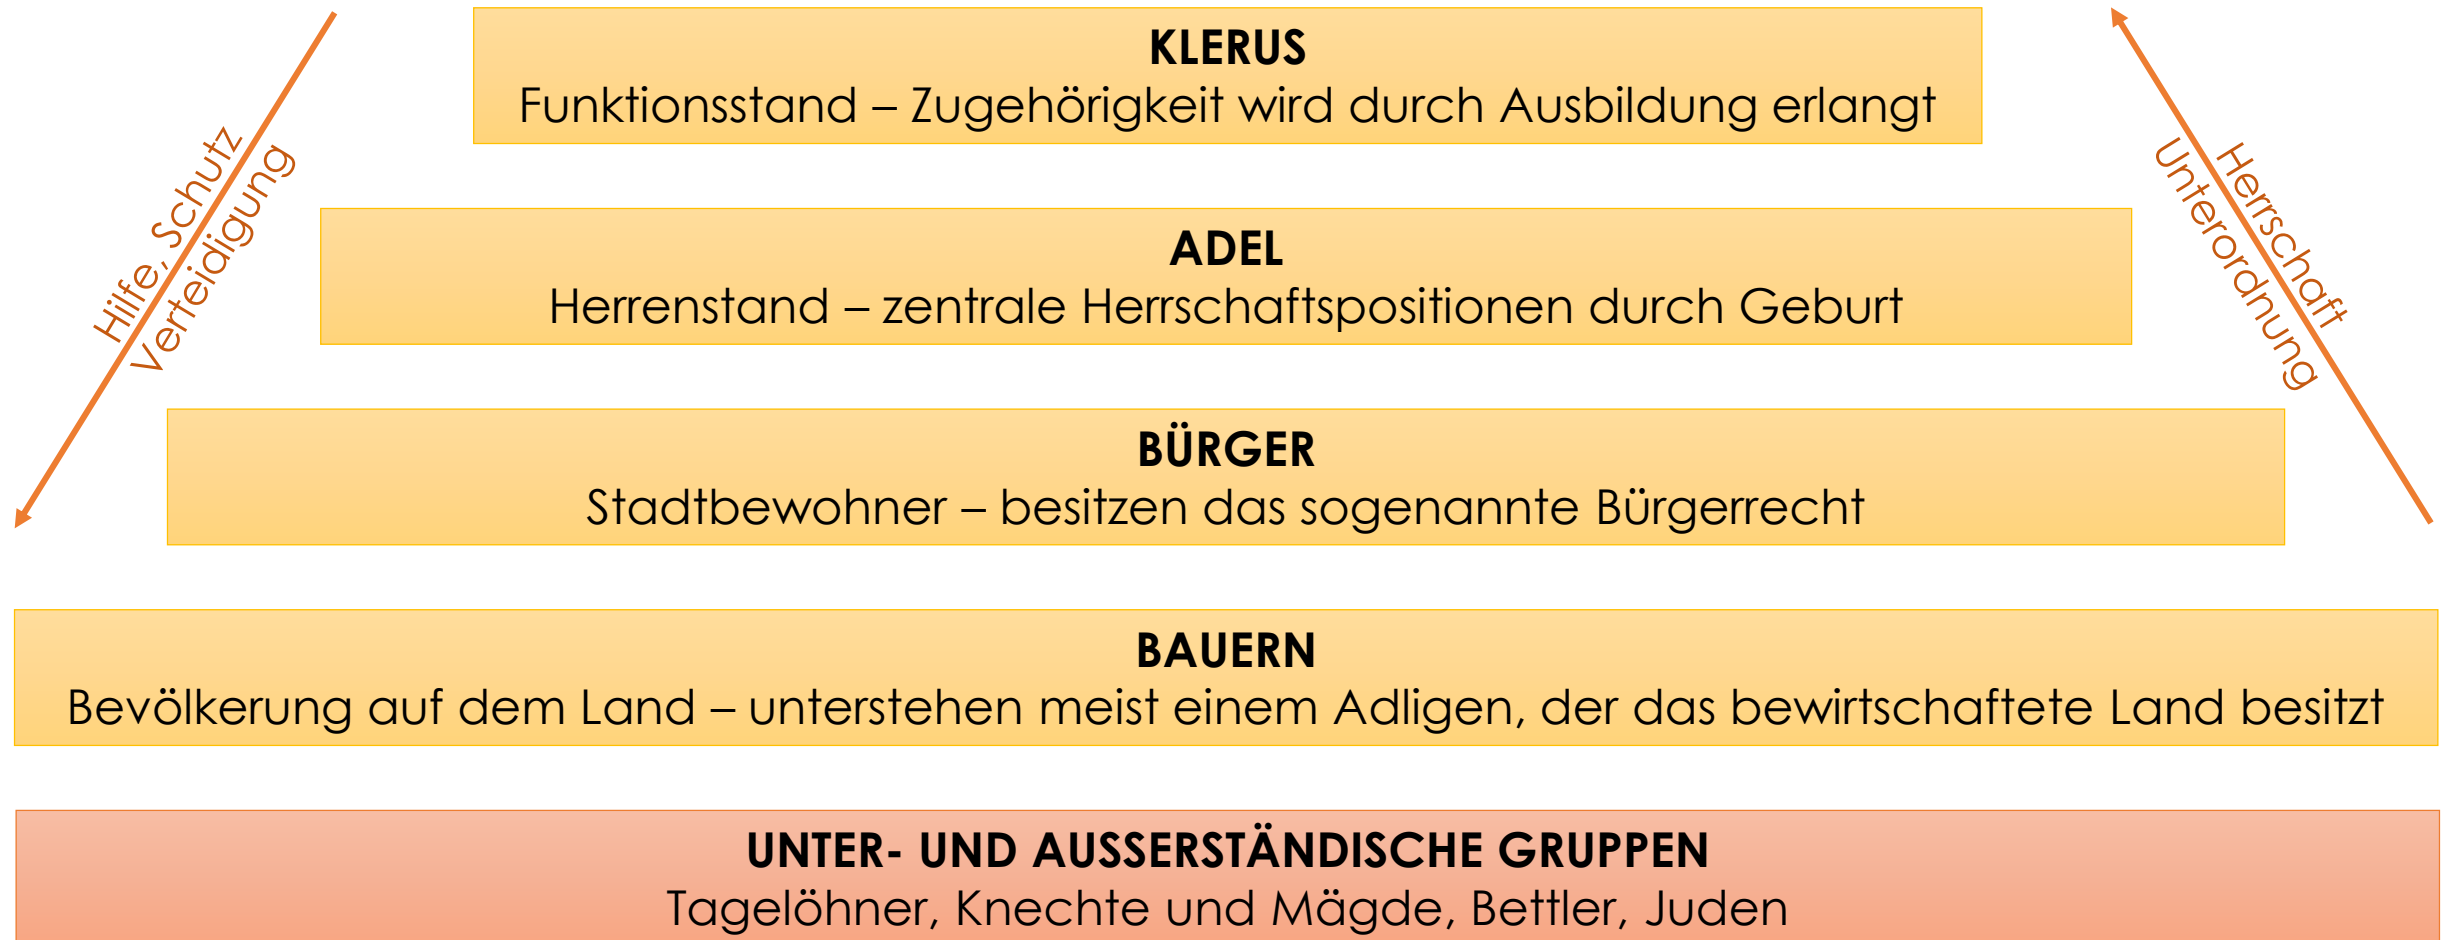 KLERUS
Funktionsstand – Zugehörigkeit wird durch Ausbildung erlangt
Hilfe, Schutz
Verteidigung
Herrschaft
Unterordnung
ADEL
Herrenstand – zentrale Herrschaftspositionen durch Geburt
BÜRGER
Stadtbewohner – besitzen das sogenannte Bürgerrecht
BAUERN
Bevölkerung auf dem Land – unterstehen meist einem Adligen, der das bewirtschaftete Land besitzt
UNTER- UND AUSSERSTÄNDISCHE GRUPPEN
Tagelöhner, Knechte und Mägde, Bettler, Juden